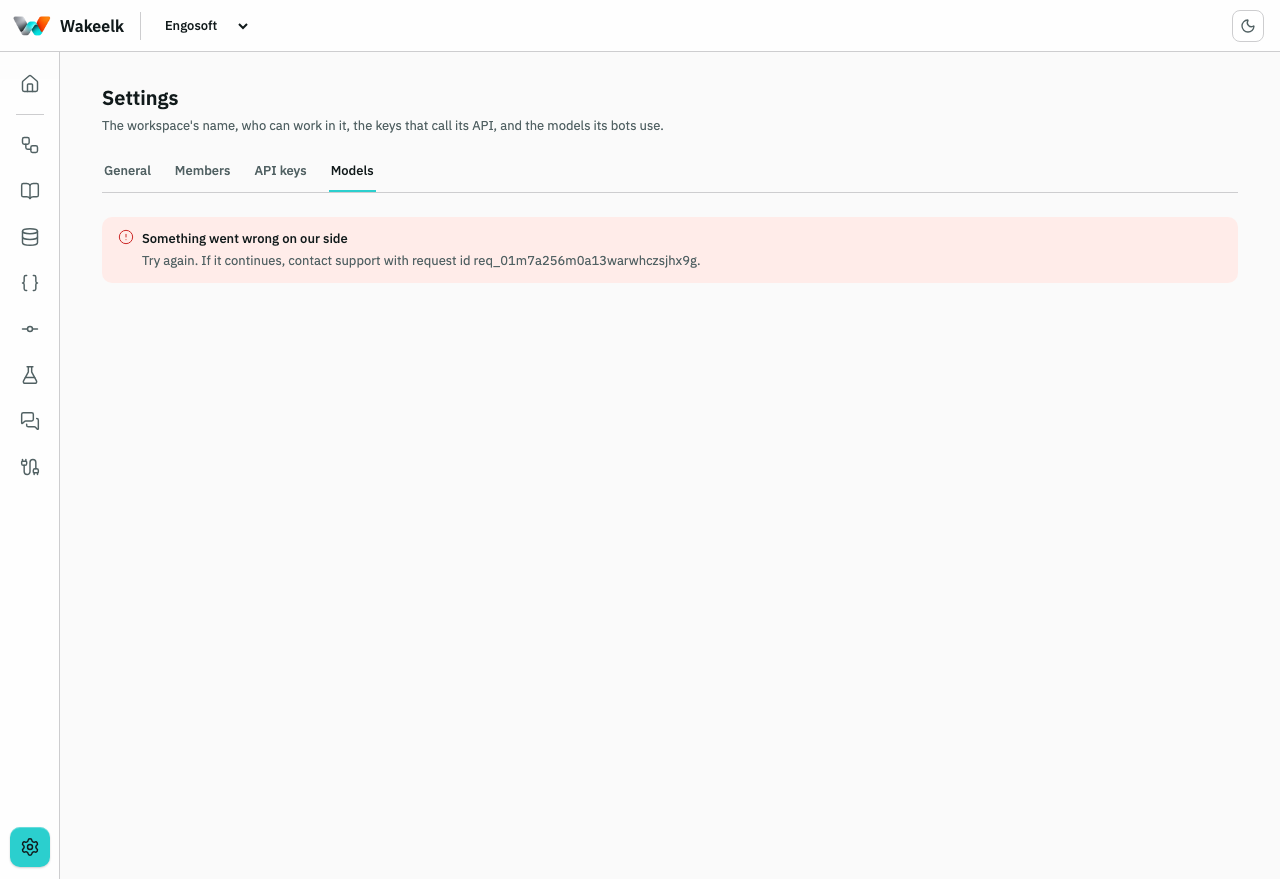 Wakeelk
Engosoft
Settings
The workspace's name, who can work in it, the keys that call its API, and the models its bots use.
General Members API keys Models
Something went wrong on our side
Try again. If it continues, contact support with request id req_01m7a256m0a13warwhczsjhx9g.